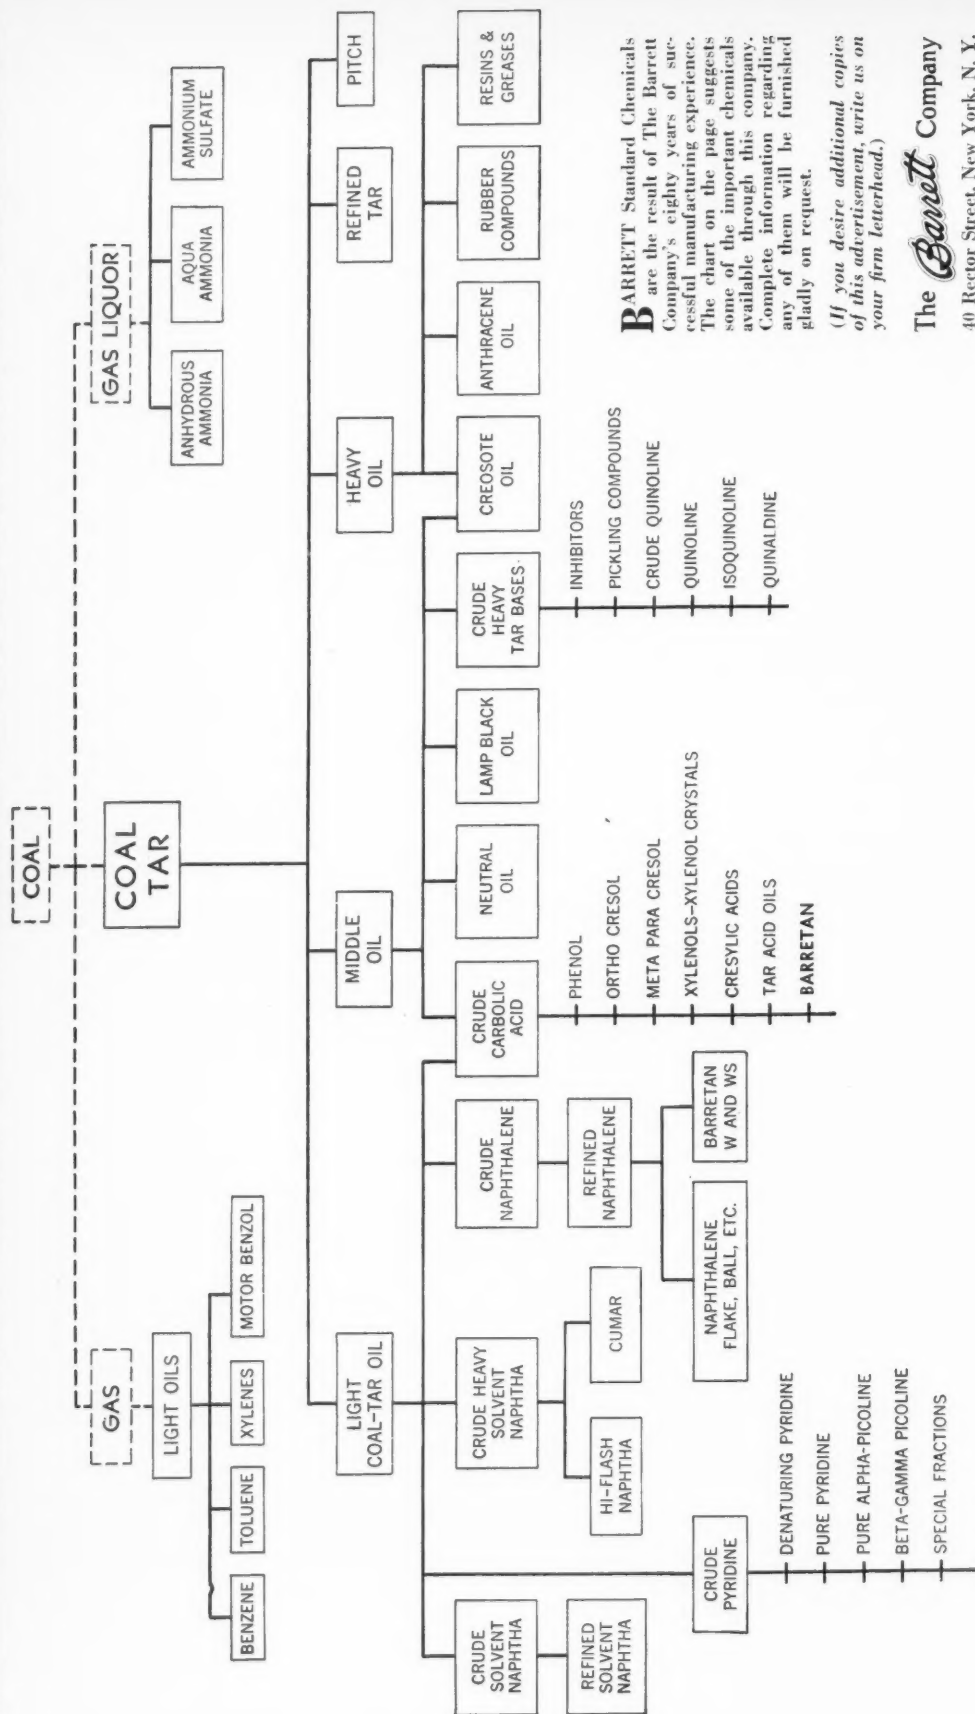 COAL
GAS
COAL
TAR
GAS LIQUOR
LIGHT OILS
BENZENE
TOLUENE
XYLENES
MOTOR BENZOL
ANHYDROUS
AMMONIA
AQUA
AMMONIA
AMMONIUM
SULFATE
LIGHT
COAL-TAR OIL
MIDDLE
OIL
HEAVY
OIL
REFINED
TAR
PITCH
CRUDE
SOLVENT
NAPHTHA
CRUDE HEAVY
SOLVENT
NAPHTHA
CRUDE
NAPHTHALENE
CRUDE
CARBOLIC
ACID
NEUTRAL
OIL
LAMP BLACK
OIL
CRUDE
HEAVY
TAR BASES
CREOSOTE
OIL
ANTHRACENE
OIL
RUBBER
COMPOUNDS
RESINS &
GREASES
REFINED
SOLVENT
NAPHTHA
HI-FLASH
NAPHTHA
CUMAR
REFINED
NAPHTHALENE
CRUDE
PYRIDINE
NAPHTHALENE
FLAKE, BALL, ETC.
BARRETAN
W AND WS
DENATURING PYRIDINE
PURE PYRIDINE
PURE ALPHA-PICOLINE
BETA-GAMMA PICOLINE
SPECIAL FRACTIONS
PHENOL
ORTHO CRESOL
META PARA CRESOL
XYLENOLS-XYLENOL CRYSTALS
CRESYLIC ACIDS
TAR ACID OILS
BARRETAN
INHIBITORS
PICKLING COMPOUNDS
CRUDE QUINOLINE
QUINOLINE
ISOQUINOLINE
QUINALDINE
BARRETT Standard Chemicals
are the result of The Barrett
Company's eighty years of suc-
cessful manufacturing experience.
The chart on the page suggests
some of the important chemicals
available through this company.
Complete information regarding
any of them will be furnished
gladly on request.
(If you desire additional copies
of this advertisement, write us on
your firm letterhead.)
The Barrett Company
40 Rector Street, New York, N. Y.